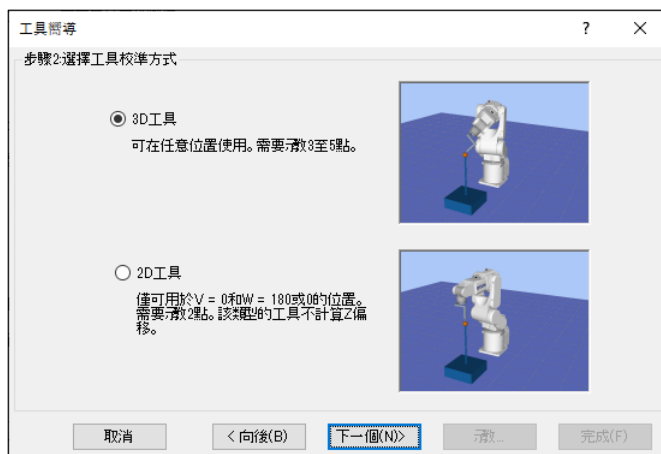 工具嚮導
?
步驟2:選擇工具校準方式
3D工具
可在任意位置使用。需要示教3至5點。
2D工具
僅可用於V = 0和W = 180或0的位置。
需要示教2點。該類型的工具不計算Z偏
移。
取消
< 向後(B)
下一個(N)>
示教...
完成(F)